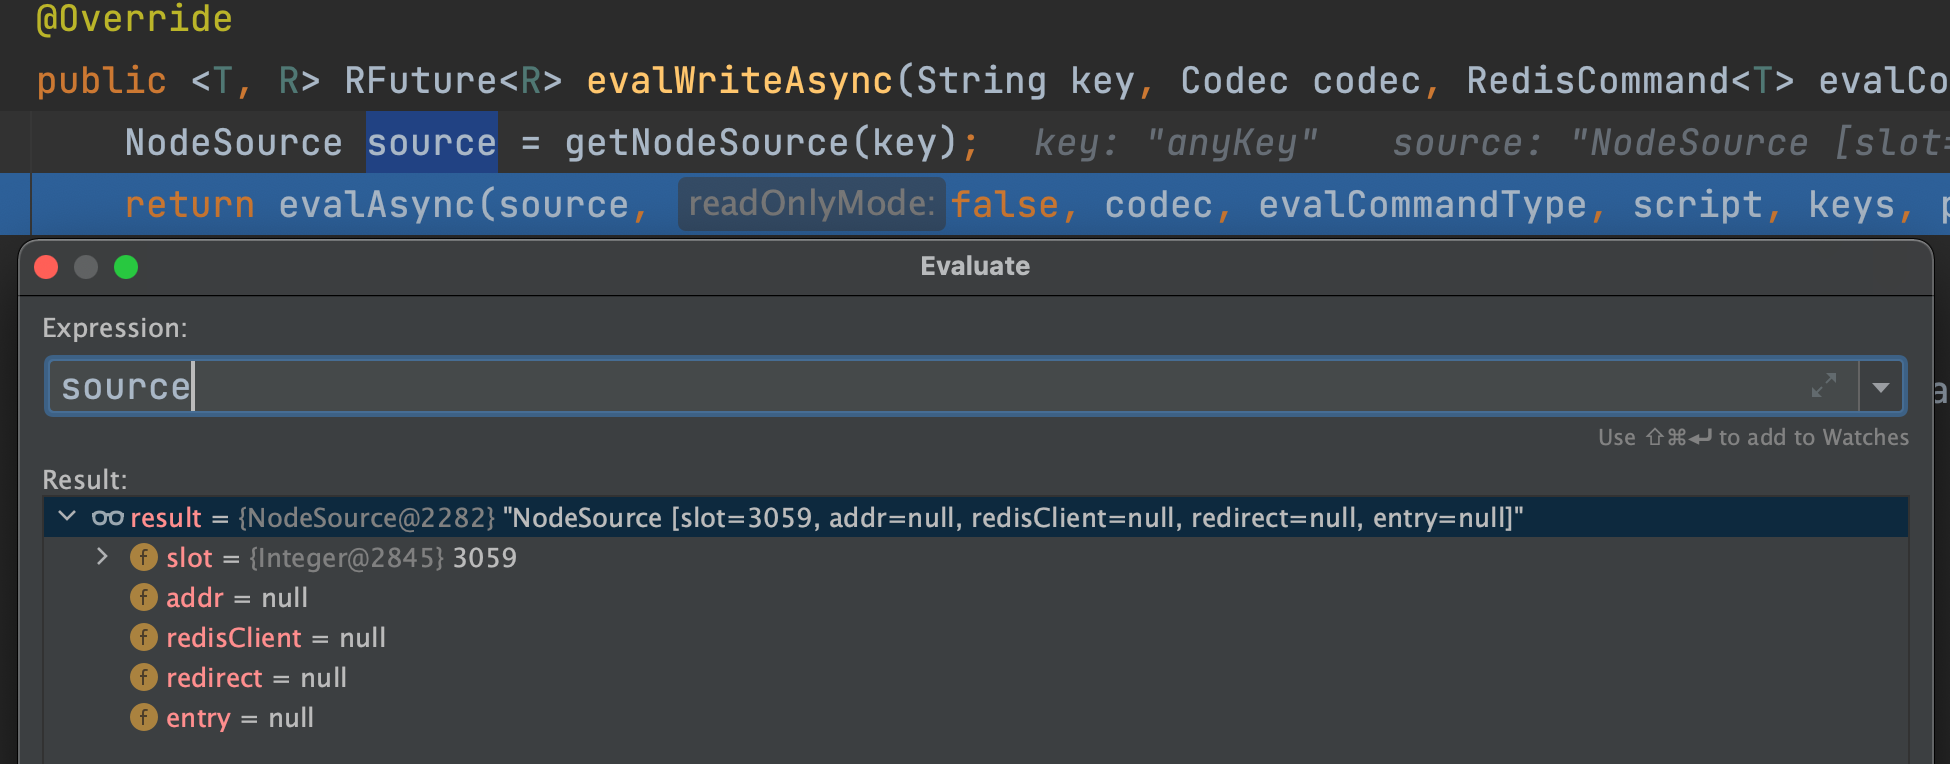 @Override
public <T, R> RFuture<R> evalWriteAsync(String key, Codec codec, RedisCommand<T> evalCo
NodeSource source = getNodeSource(key); key: "anyKey" source: "NodeSource [slot=
return evalAsync(source, readOnlyMode: false, codec, evalCommandType, script, keys, p
Evaluate
Expression:
source
a
Use ⇧⌘↵ to add to Watches
Result:
result = {NodeSource@2282} "NodeSource [slot=3059, addr=null, redisClient=null, redirect=null, entry=null]"
f slot = {Integer@2845} 3059
f addr = null
f redisClient = null
f redirect = null
f entry = null